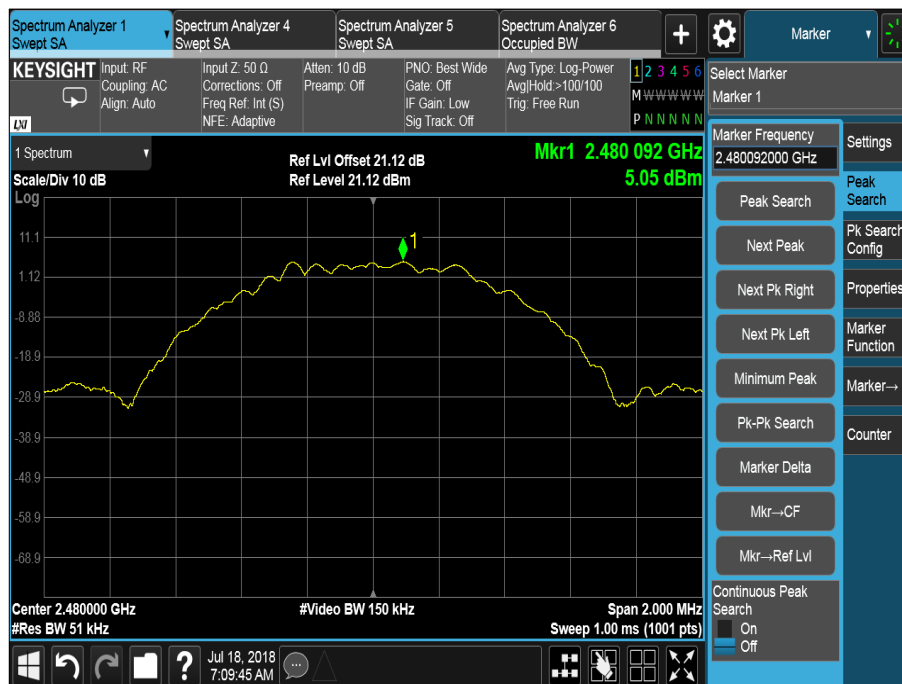 Spectrum Analyzer 1
Swept SA
Spectrum Analyzer 4
Swept SA
Spectrum Analyzer 5
Swept SA
Spectrum Analyzer 6
Occupied BW
+
Marker
KEYSIGHT
LXI
Input: RF
Coupling: AC
Align: Auto
Input Z: 50 Ω
Corrections: Off
Freq Ref: Int (S)
NFE: Adaptive
Atten: 10 dB
Preamp: Off
PNO: Best Wide
Gate: Off
IF Gain: Low
Sig Track: Off
Avg Type: Log-Power
Avg|Hold:>100/100
Trig: Free Run
1 2 3 4 5 6
M W W W W W W
P N N N N N
Select Marker
Marker 1
1 Spectrum
Scale/Div 10 dB
Log
Ref Lvl Offset 21.12 dB
Ref Level 21.12 dBm
Mkr1 2.480 092 GHz
5.05 dBm
1
11.1
1.12
-8.88
-18.9
-28.9
-38.9
-48.9
-58.9
-68.9
Center 2.480000 GHz
#Res BW 51 kHz
#Video BW 150 kHz
Span 2.000 MHz
Sweep 1.00 ms (1001 pts)
Marker Frequency
2.480092000 GHz
Peak Search
Next Peak
Next Pk Right
Next Pk Left
Minimum Peak
Pk-Pk Search
Marker Delta
Mkr→CF
Mkr→Ref Lvl
Continuous Peak
Search
On
Off
Settings
Peak
Search
Pk Search
Config
Properties
Marker
Function
Marker→
Counter
?
Jul 18, 2018
7:09:45 AM